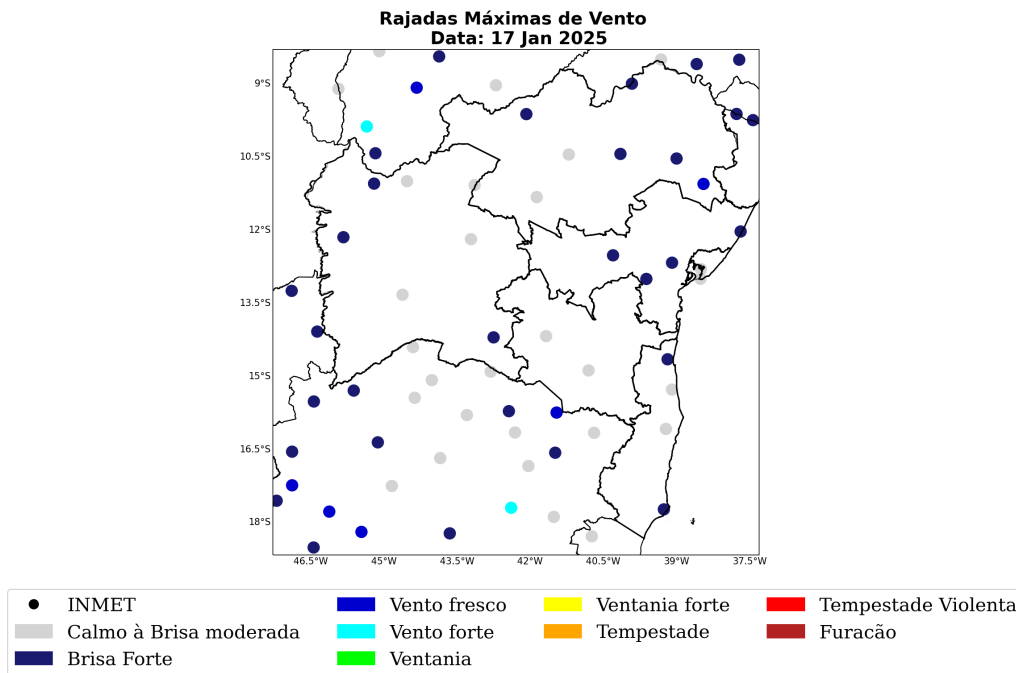 Rajadas Máximas de Vento
Data: 17 Jan 2025
9°S
10.5°S
12°S
13.5°S
15°S
16.5°S
18°S
46.5°W 45°W 43.5°W 42°W 40.5°W 39°W 37.5°W
INMET Vento fresco Ventania forte Tempestade Violenta
Calmo à Brisa moderada Vento forte Tempestade Furacão
Brisa Forte Ventania